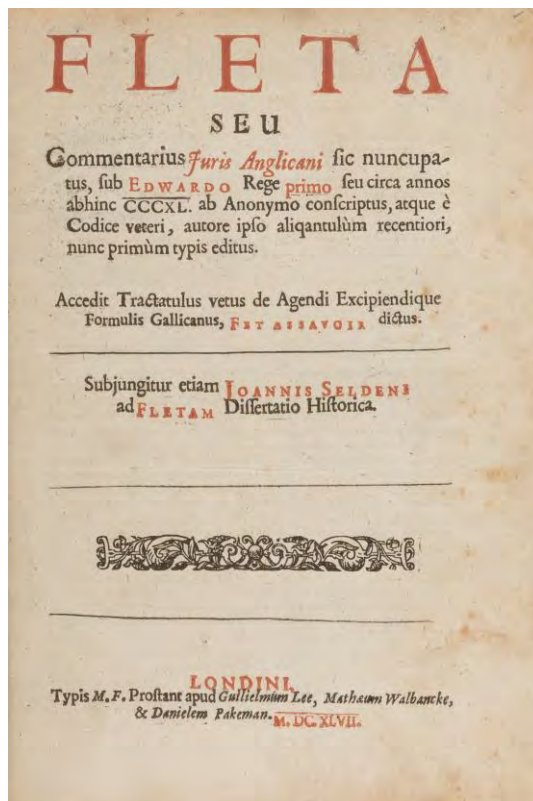 FLETA
SEU
Commentarius Juris Anglicani sic nuncupa-
tus, sub EDWARDO Rege primo seu circa annos
abhinc CCCXL. ab Anonymo conscriptus, atque è
Codice veteri, autore ipso aliqantulùm recentiori,
nunc primùm typis editus.
Accedit Tractatulus vetus de Agendi Excipiendique
Formulis Gallicanus, FET ASSAVOIR dictus.
Subjungitur etiam JOANNIS SELDENI
ad FLETAM Dissertatio Historica.
LONDINI,
Typis M. F. Prostant apud Gullielmum Lee, Mathæum Walbancke,
& Danielem Pakeman. M. DC. XLVII.